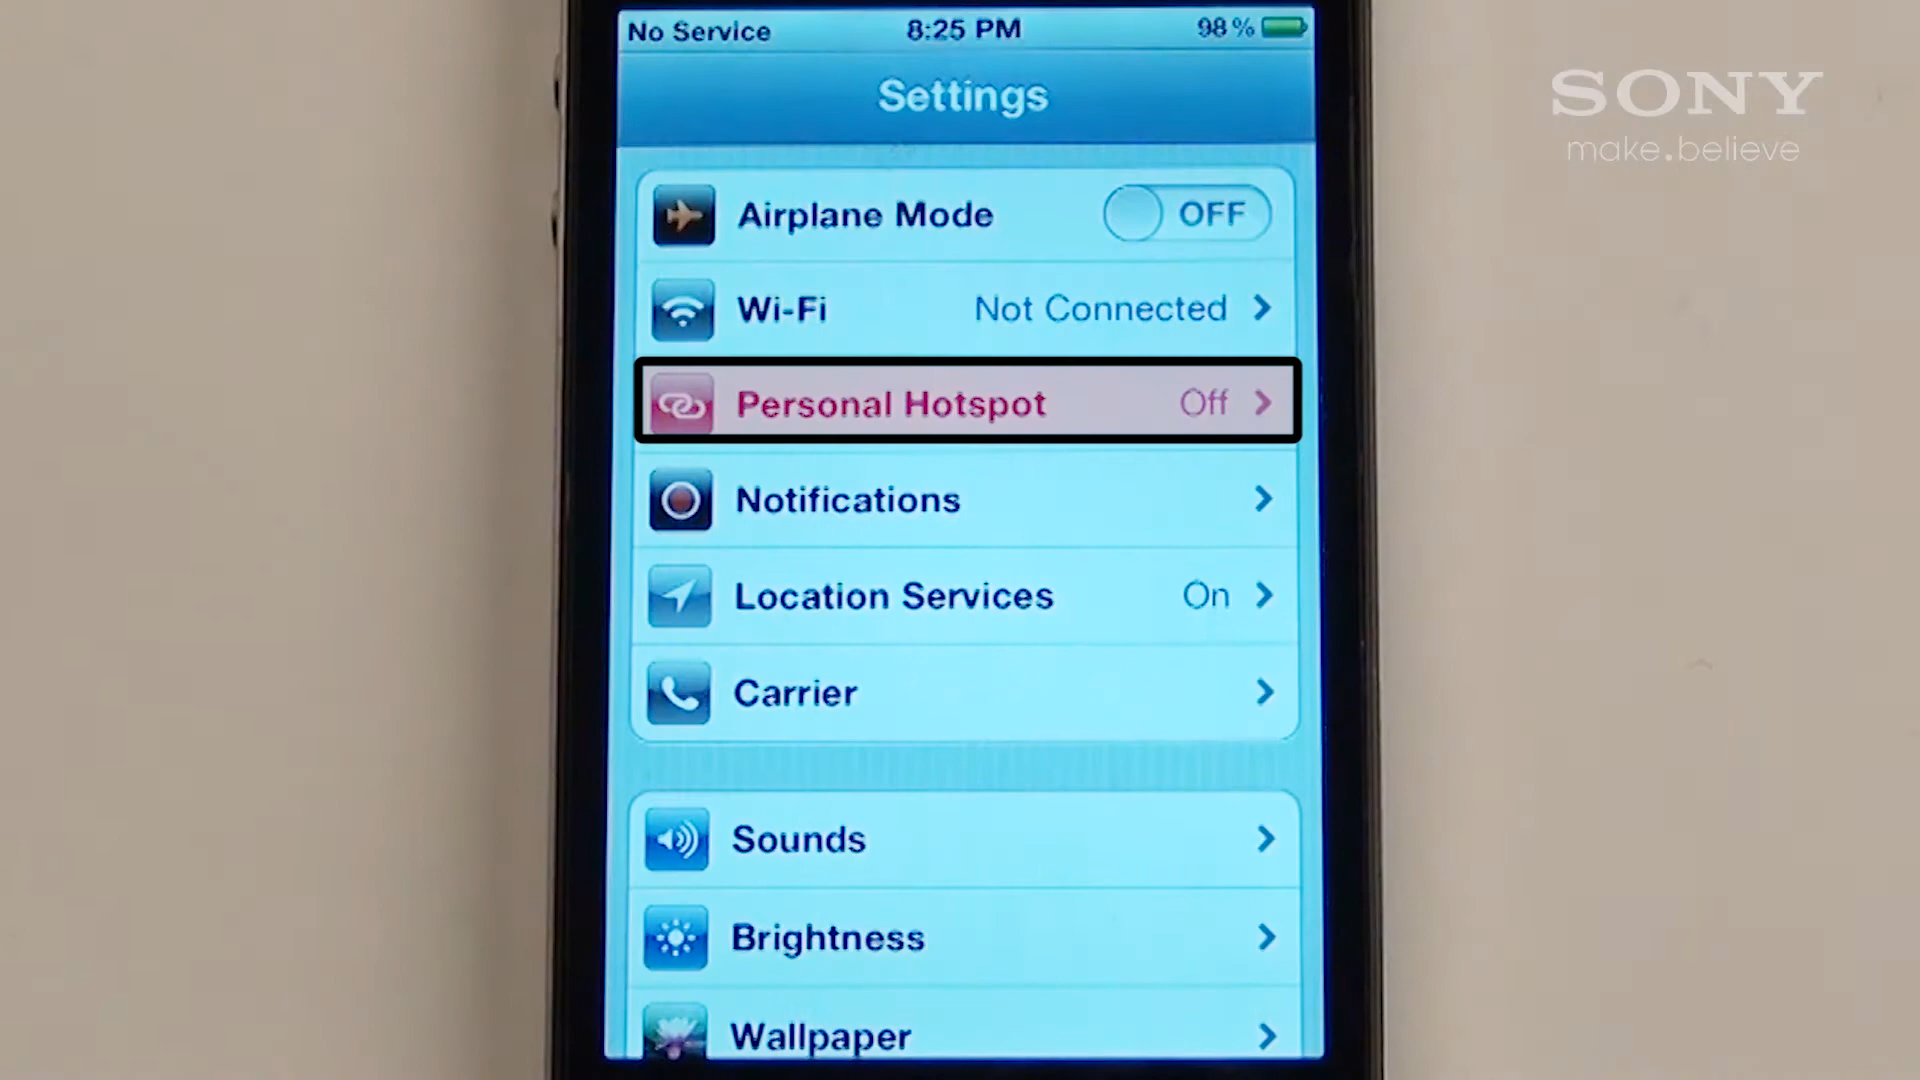 No Service 8:25 PM 98%
SONY
make.believe
Settings
Airplane Mode OFF
Wi-Fi Not Connected
Personal Hotspot Off
Notifications
Location Services On
Carrier
Sounds
Brightness
Wallpaper